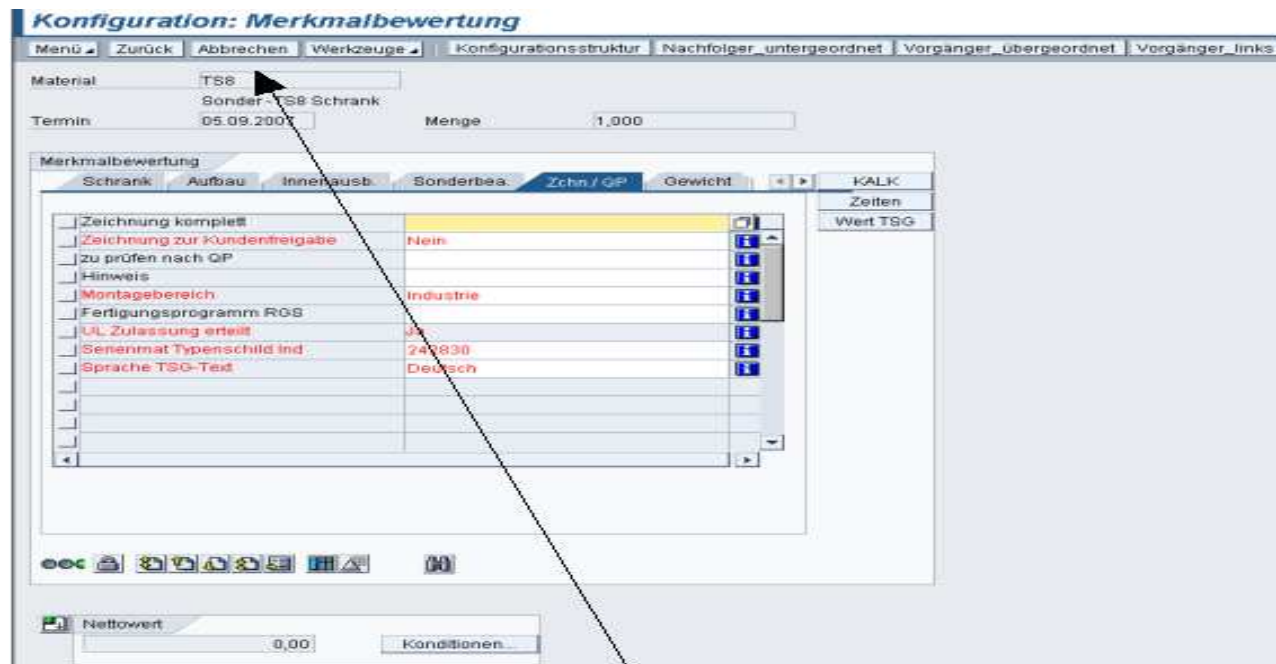 Konfiguration: Merkmalbewertung
Menü Zurück Abbrechen Werkzeuge Konfigurationsstruktur Nachfolger_untergeordnet Vorgänger_übergeordnet Vorgänger_links
Material TS8
Sonder-TS8 Schrank
Termin 05.09.2007 Menge 1,000
Merkmalbewertung
Schrank Aufbau Innenausb. Sonderbea. Zchn./ QP Gewicht KALK
Zeiten
Zeichnung komplett Wert TSG
Zeichnung zur Kundenfreigabe Nein
zu prüfen nach QP
Hinweis
Montagebereich Industrie
Fertigungsprogramm RGS
UL Zulassung erteilt Ja
Serienmat Typenschild Ind 242830
Sprache TSG-Text Deutsch
Nettowert
0,00 Konditionen...